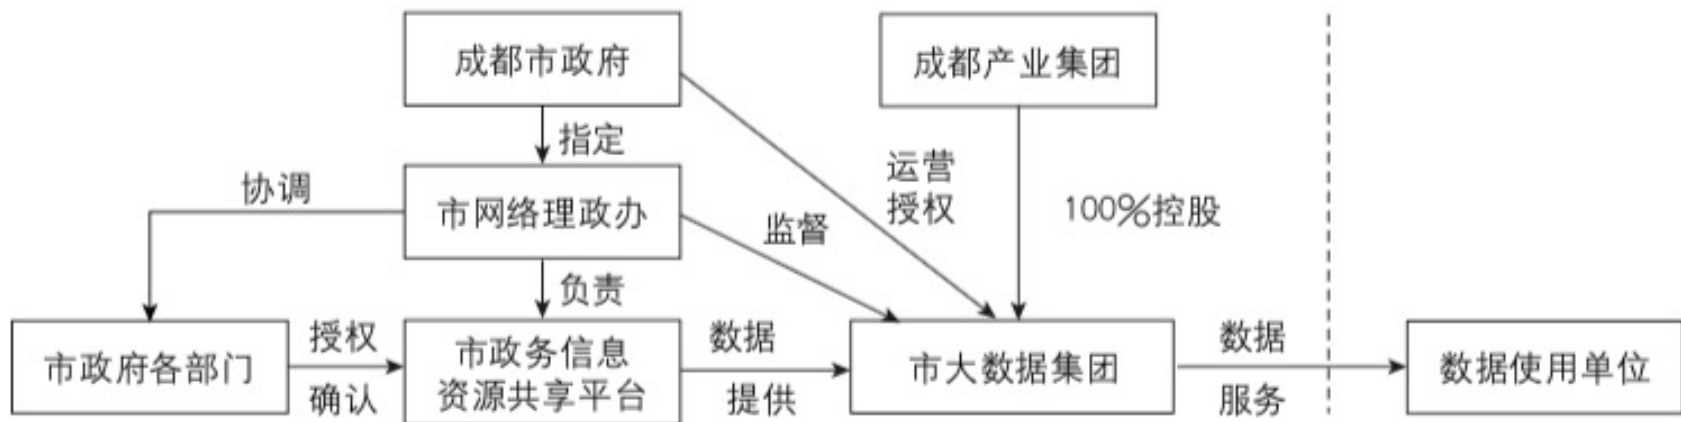 成都市政府
成都产业集团
指定
运营
授权
协调
市网络理政办
监督
100%控股
负责
市政府各部门
授权
确认
市政务信息
资源共享平台
数据
提供
市大数据集团
数据
服务
数据使用单位